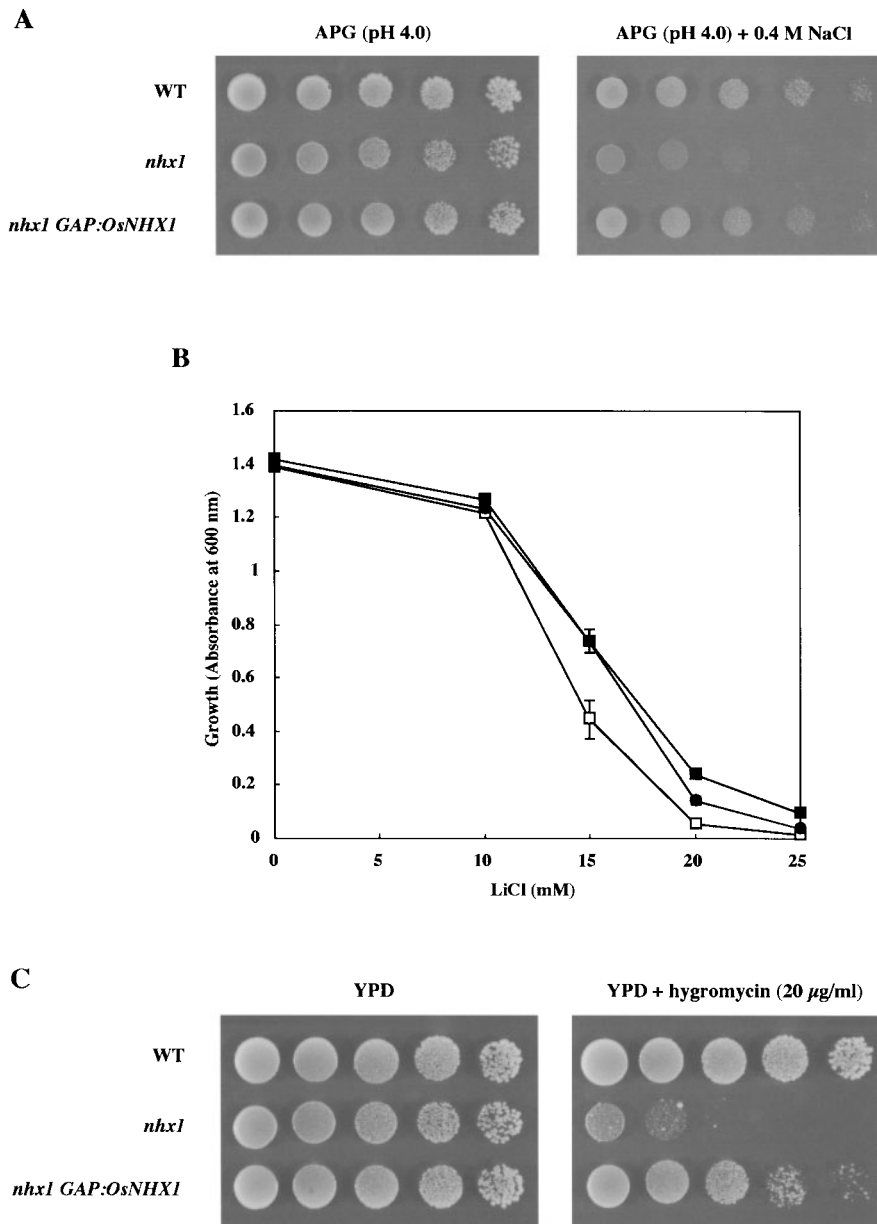 A
APG (pH 4.0)
APG (pH 4.0) + 0.4 M NaCl
WT
nhx1
nhx1 GAP:OsNHX1
B
Growth (Absorbance at 600 nm)
1.6
1.4
1.2
1
0.8
0.6
0.4
0.2
0
0
5
10
15
20
25
LiCl (mM)
C
YPD
YPD + hygromycin (20 µg/ml)
WT
nhx1
nhx1 GAP:OsNHX1